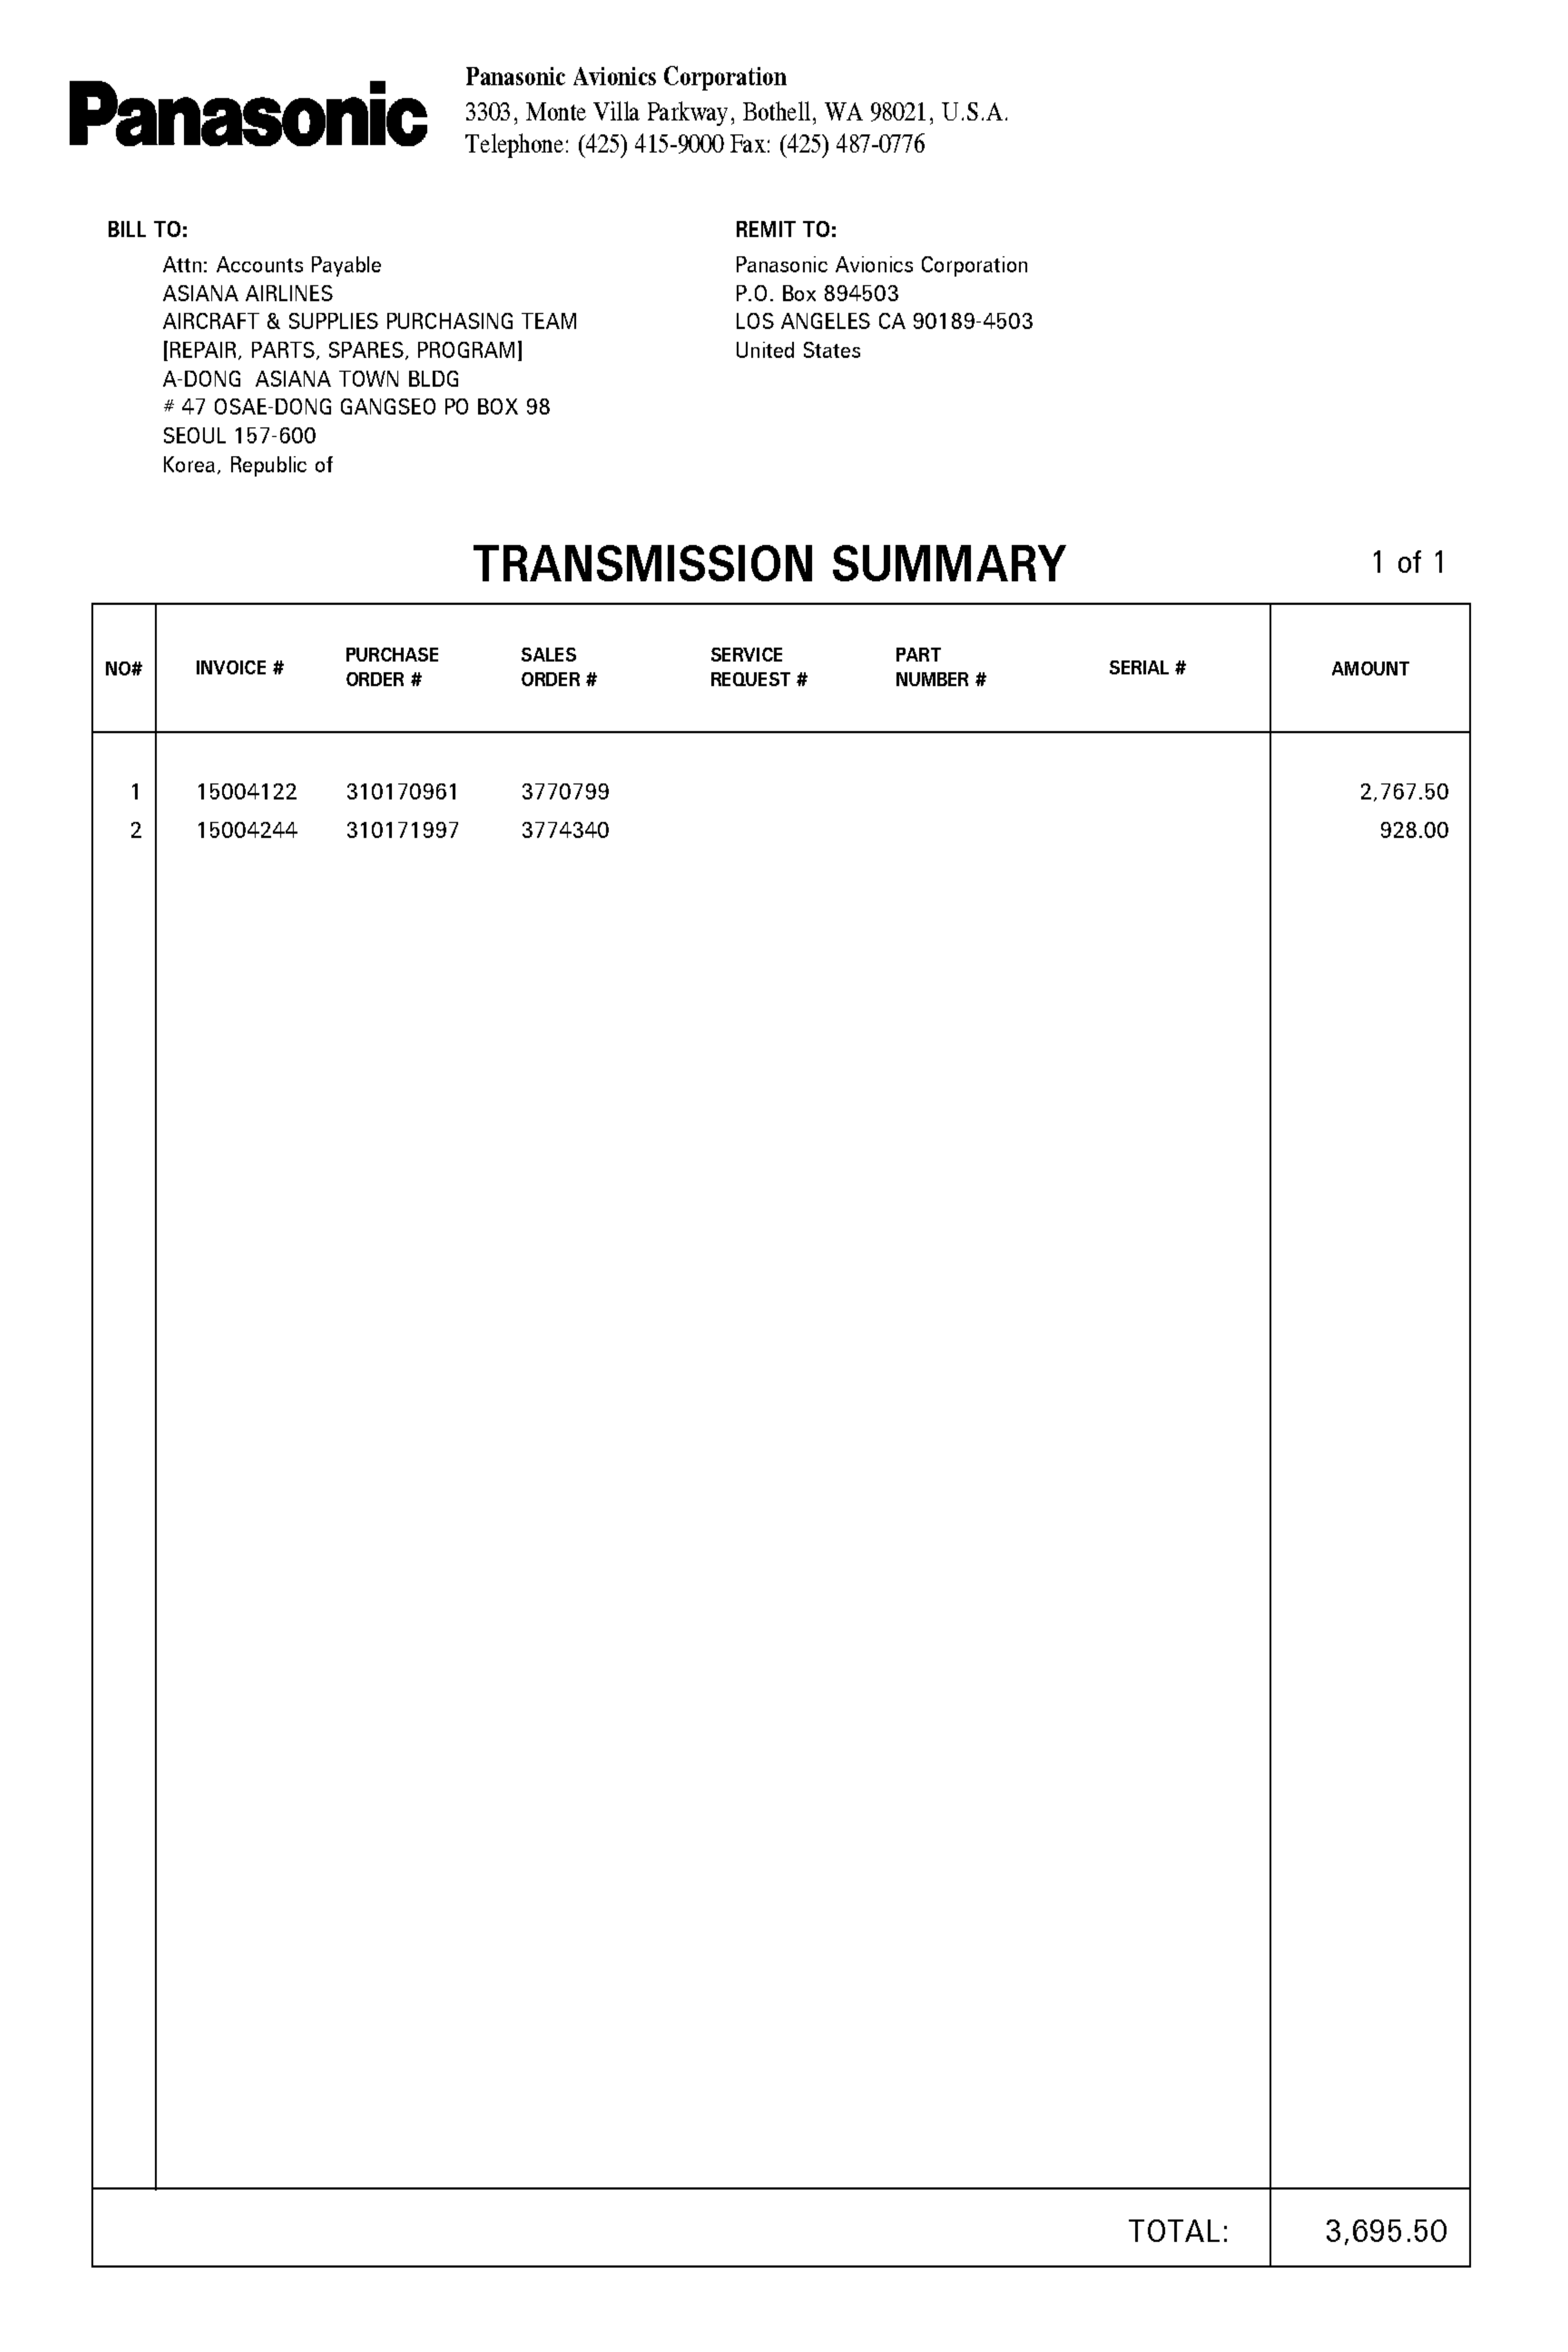 Panasonic
Panasonic Avionics Corporation
3303, Monte Villa Parkway, Bothell, WA 98021, U.S.A.
Telephone: (425) 415-9000 Fax: (425) 487-0776
BILL TO:
Attn: Accounts Payable
ASIANA AIRLINES
AIRCRAFT & SUPPLIES PURCHASING TEAM
[REPAIR, PARTS, SPARES, PROGRAM]
A-DONG  ASIANA TOWN BLDG
# 47 OSAE-DONG GANGSEO PO BOX 98
SEOUL 157-600
Korea, Republic of
REMIT TO:
Panasonic Avionics Corporation
P.O. Box 894503
LOS ANGELES CA 90189-4503
United States
TRANSMISSION SUMMARY 1 of 1
NO# INVOICE # PURCHASE ORDER # SALES ORDER # SERVICE REQUEST # PART NUMBER # SERIAL # AMOUNT
1 15004122 310170961 3770799 2,767.50
2 15004244 310171997 3774340 928.00
TOTAL: 3,695.50